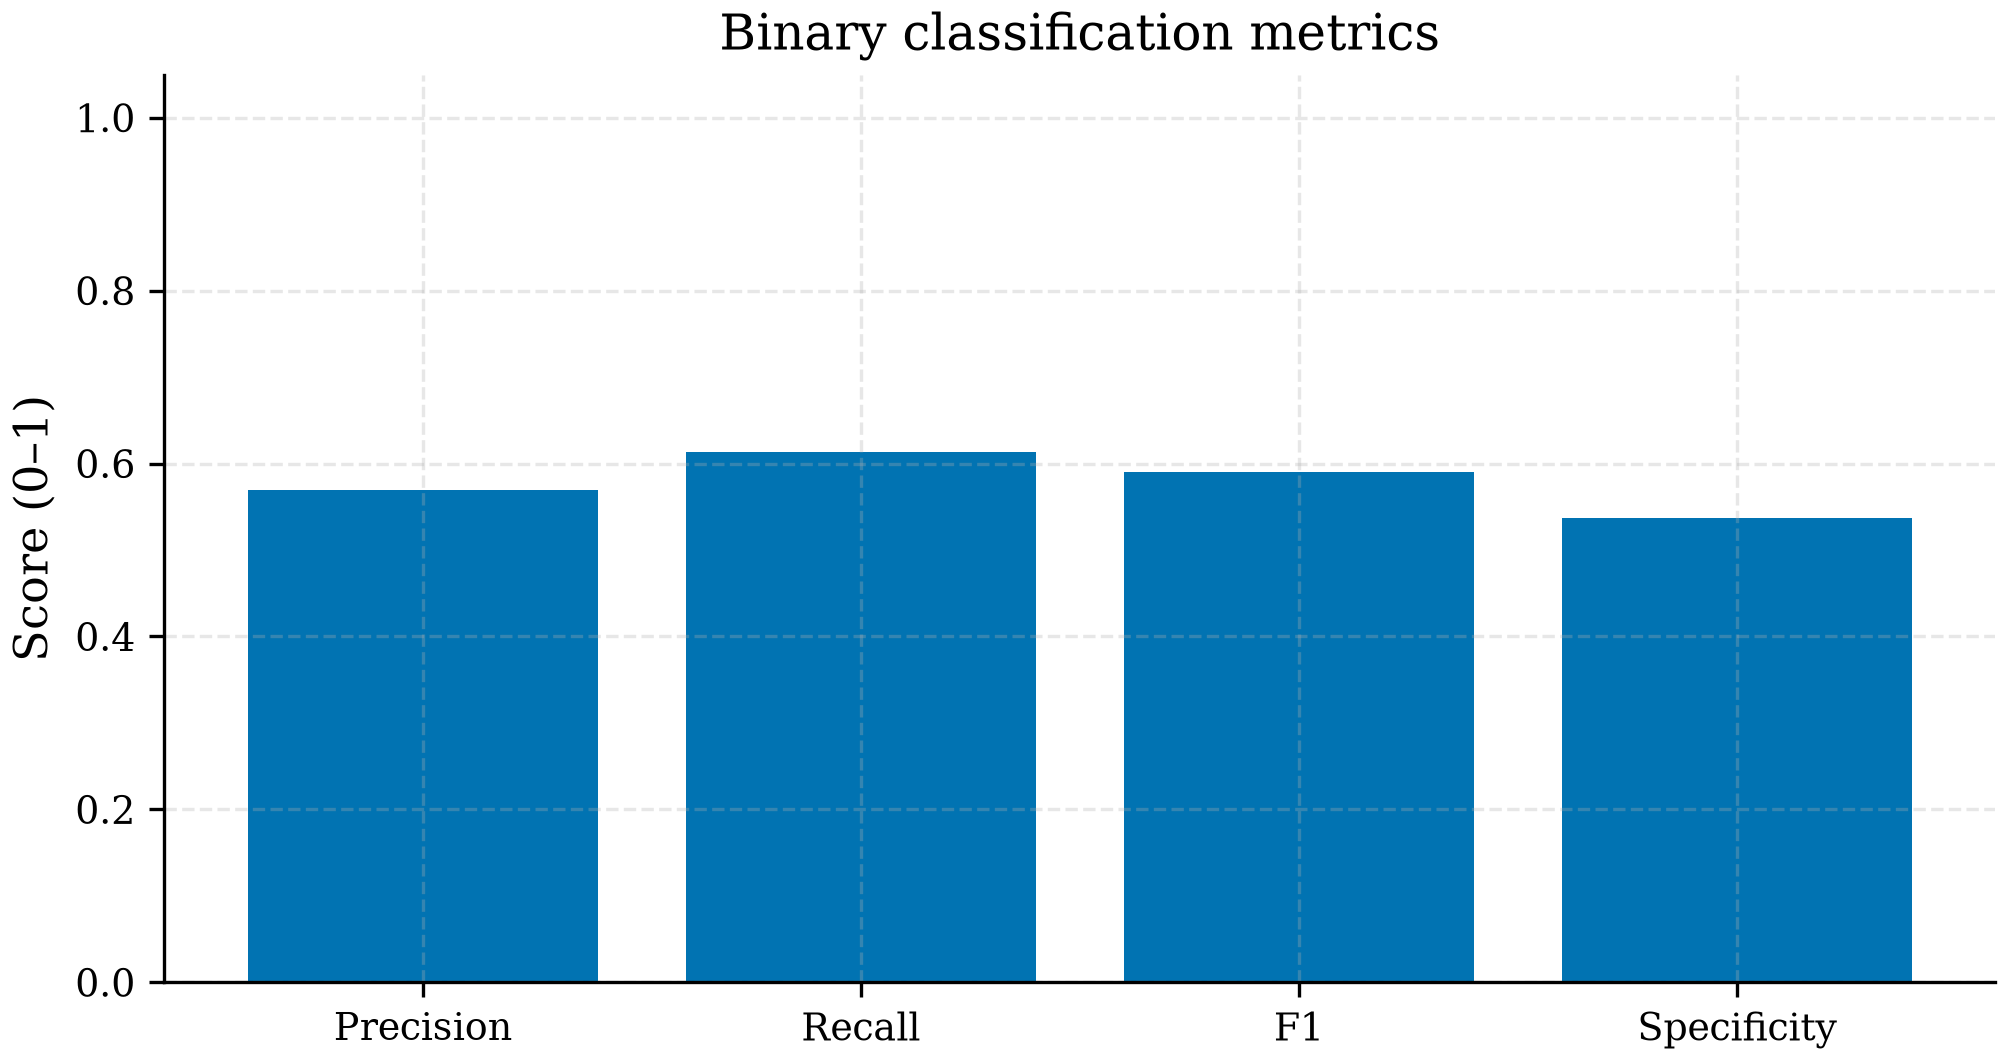 Binary classification metrics
Score (0–1)
1.0
0.8
0.6
0.4
0.2
0.0
Precision Recall F1 Specificity